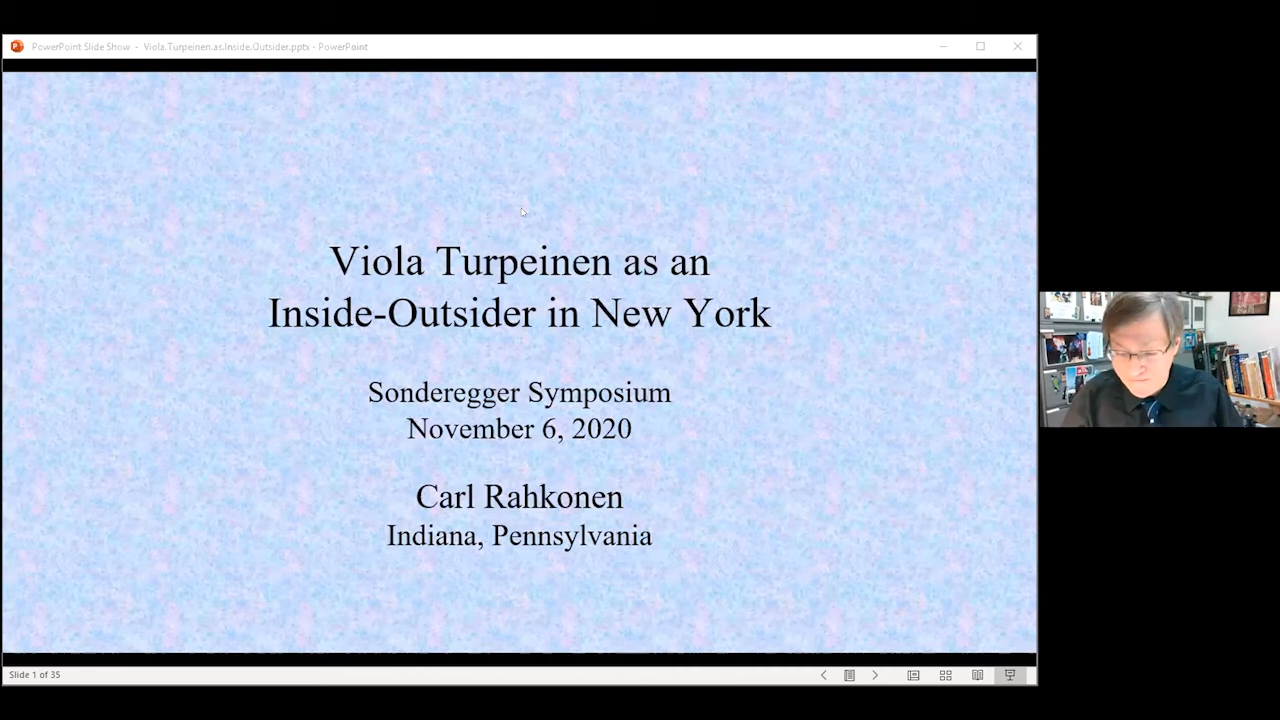 PowerPoint Slide Show - Viola.Turpeinen.as.Inside.Outsider.pptx - PowerPoint
Viola Turpeinen as an
Inside-Outsider in New York
Sonderegger Symposium
November 6, 2020
Carl Rahkonen
Indiana, Pennsylvania
Slide 1 of 35